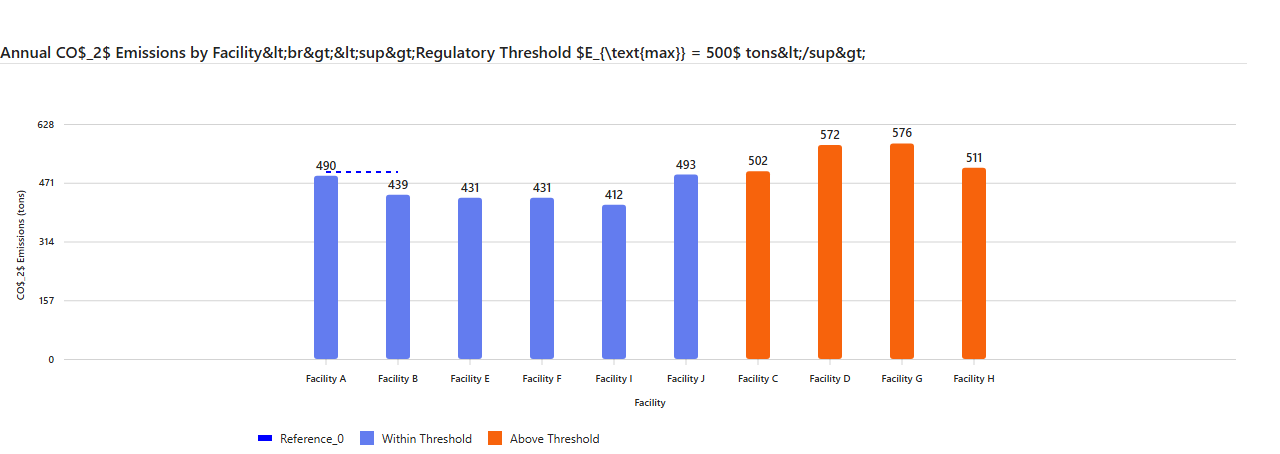 Annual CO$_2$ Emissions by Facility&lt;br&gt;&lt;sup&gt;Regulatory Threshold $E_{\text{max}} = 500$ tons&lt;/sup&gt;
628
471
314
157
0
CO$_2$ Emissions (tons)
490
439
431
431
412
493
502
572
576
511
Facility A
Facility B
Facility E
Facility F
Facility I
Facility J
Facility C
Facility D
Facility G
Facility H
Facility
Reference_0
Within Threshold
Above Threshold